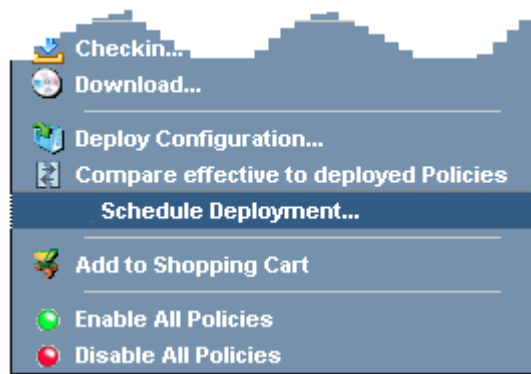 Checkin...
Download...
Deploy Configuration...
Compare effective to deployed Policies
Schedule Deployment...
Add to Shopping Cart
Enable All Policies
Disable All Policies